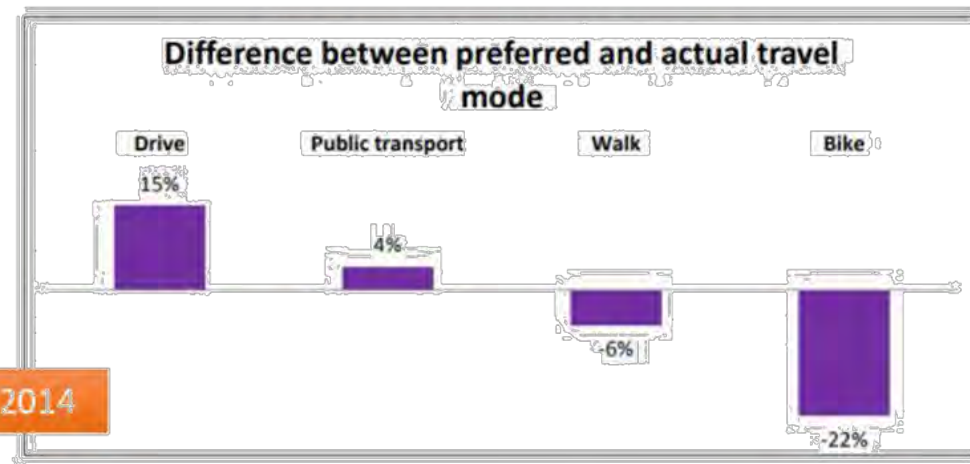 Difference between preferred and actual travel
mode
Drive
Public transport
Walk
Bike
15%
4%
-6%
-22%
2014